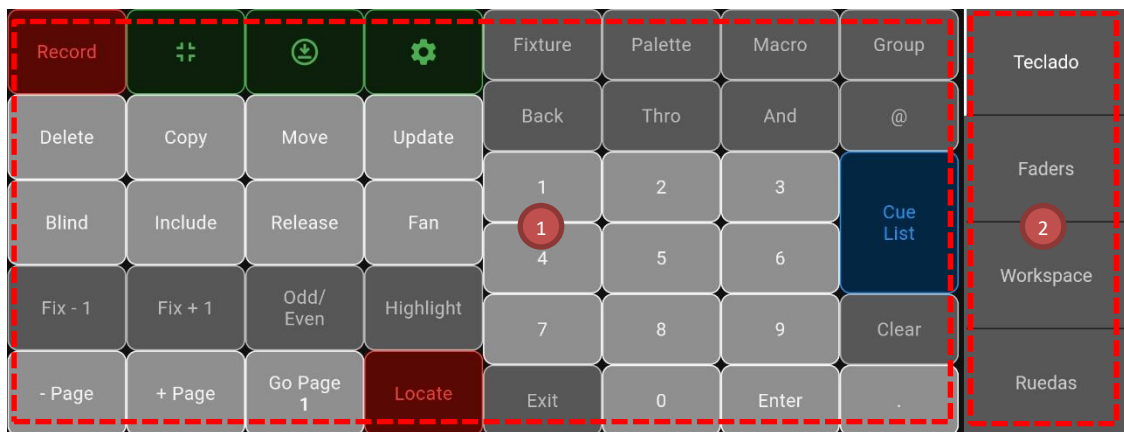 Record
Fixture
Palette
Macro
Group
Teclado
Delete
Copy
Move
Update
Back
Thro
And
@
Faders
Blind
Include
Release
Fan
1
2
3
Cue
List
1
2
4
5
6
Workspace
Fix - 1
Fix + 1
Odd/
Even
Highlight
7
8
9
Clear
- Page
+ Page
Go Page
1
Locate
Exit
0
Enter
.
Ruedas